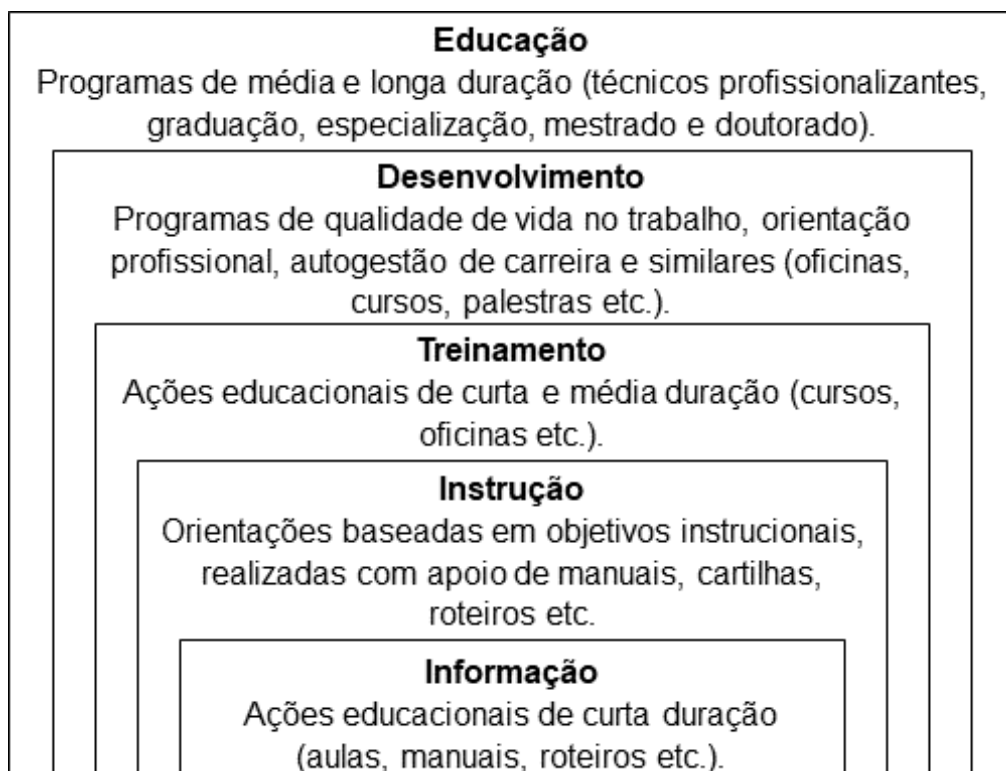 Educação
Programas de média e longa duração (técnicos profissionalizantes,
graduação, especialização, mestrado e doutorado).
Desenvolvimento
Programas de qualidade de vida no trabalho, orientação
profissional, autogestão de carreira e similares (oficinas,
cursos, palestras etc.).
Treinamento
Ações educacionais de curta e média duração (cursos,
oficinas etc.).
Instrução
Orientações baseadas em objetivos instrucionais,
realizadas com apoio de manuais, cartilhas,
roteiros etc.
Informação
Ações educacionais de curta duração
(aulas, manuais, roteiros etc.).